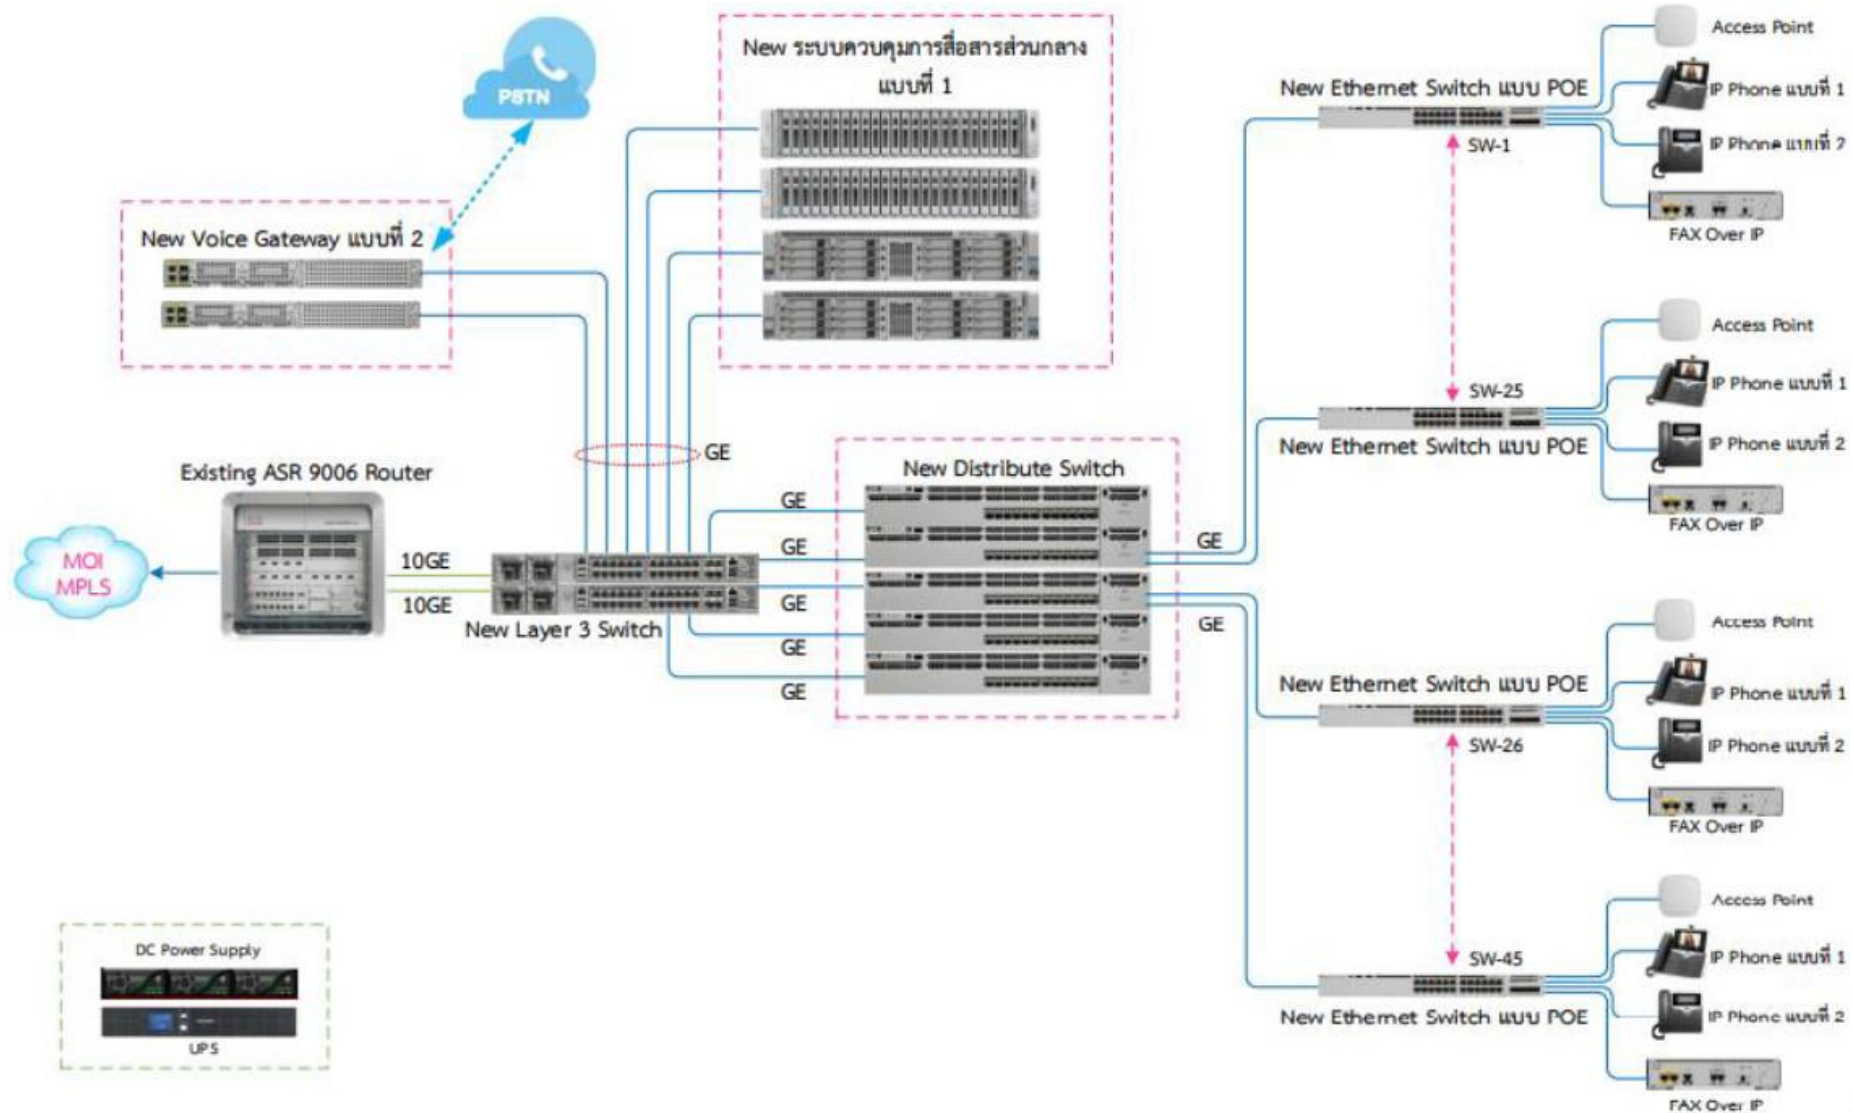 PSTN
New ระบบควบคุมการสื่อสารส่วนกลาง
แบบที่ 1
New Voice Gateway แบบที่ 2
GE
Existing ASR 9006 Router
MOI
MPLS
10GE
10GE
New Layer 3 Switch
GE
GE
GE
GE
GE
New Distribute Switch
GE
GE
New Ethernet Switch แบบ POE
SW-1
Access Point
IP Phone แบบที่ 1
IP Phone แบบที่ 2
FAX Over IP
SW-25
New Ethernet Switch แบบ POE
Access Point
IP Phone แบบที่ 1
IP Phone แบบที่ 2
FAX Over IP
New Ethernet Switch แบบ POE
SW-26
Access Point
IP Phone แบบที่ 1
IP Phone แบบที่ 2
FAX Over IP
SW-45
New Ethernet Switch แบบ POE
Access Point
IP Phone แบบที่ 1
IP Phone แบบที่ 2
FAX Over IP
DC Power Supply
UPS